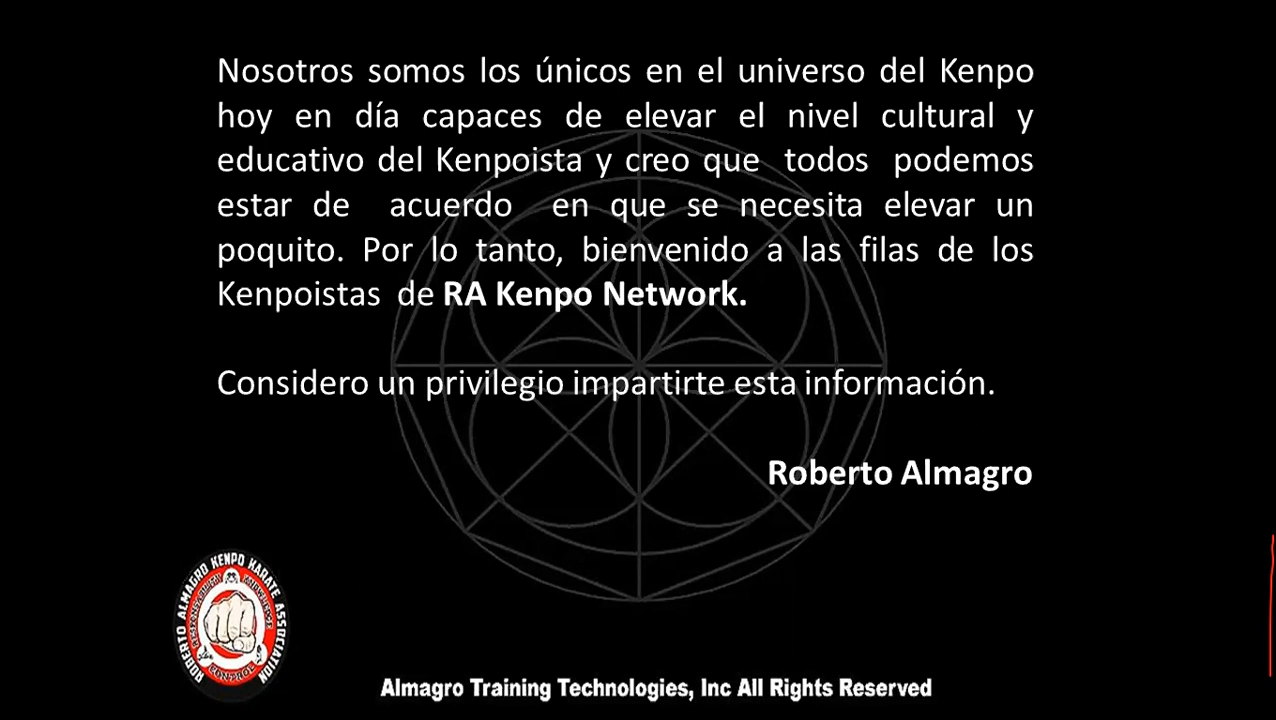 Nosotros somos los únicos en el universo del Kenpo
hoy en día capaces de elevar el nivel cultural y
educativo del Kenpoista y creo que todos podemos
estar de acuerdo en que se necesita elevar un
poquito. Por lo tanto, bienvenido a las filas de los
Kenpoistas de RA Kenpo Network.
Considero un privilegio impartirte esta información.
Roberto Almagro
ROBERTO ALMAGRO KENPO KARATE ASSOCIATION
RESPONSABILITY KNOWLEDGE
CONTROL
Almagro Training Technologies, Inc All Rights Reserved